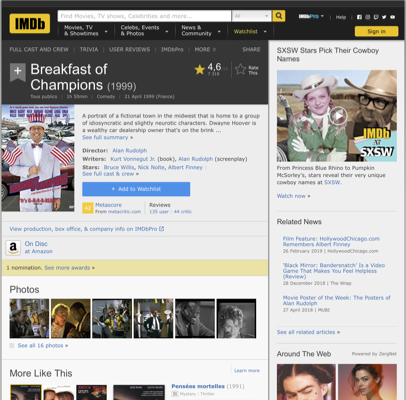 IMDb
Find Movies, TV shows, Celebrities and more...
All
IMDbPro
Help
Movies, TV
& Showtimes
Celebs, Events
& Photos
News &
Community
Watchlist
Sign in
FULL CAST AND CREW
TRIVIA
USER REVIEWS
IMDbPro
MORE
SHARE
Breakfast of
Champions (1999)
4,6
Rate
This
Tous publics | 1h 50min | Comedy | 21 April 1999 (France)
A portrait of a fictional town in the midwest that is home to a group
of idiosyncratic and slightly neurotic characters. Dwayne Hoover is
a wealthy car dealership owner that's on the brink ...
See full summary »
Director: Alan Rudolph
Writers: Kurt Vonnegut Jr. (book), Alan Rudolph (screenplay)
Stars: Bruce Willis, Nick Nolte, Albert Finney
See full cast & crew »
+ Add to Watchlist
Metascore
From metacritic.com
Reviews
135 user 44 critic
View production, box office, & company info on IMDbPro
On Disc
at Amazon
1 nomination. See more awards »
Photos
See all 16 photos »
More Like This
Learn more
Pensées mortelles (1991)
Mystery | Thriller
SXSW Stars Pick Their Cowboy
Names
IMDb
AT
SXSW
From Princess Blue Rhino to Pumpkin
McSorley's, stars reveal their very unique
cowboy names at SXSW.
Watch now »
Related News
Film Feature: HollywoodChicago.com
Remembers Albert Finney
26 February 2019 | HollywoodChicago.com
'Black Mirror: Bandersnatch' Is a Video
Game That Makes You Feel Helpless
(Review)
28 December 2018 | The Wrap
Movie Poster of the Week: The Posters of
Alan Rudolph
27 April 2018 | MUBI
See all related articles »
Around The Web
Powered by ZergNet